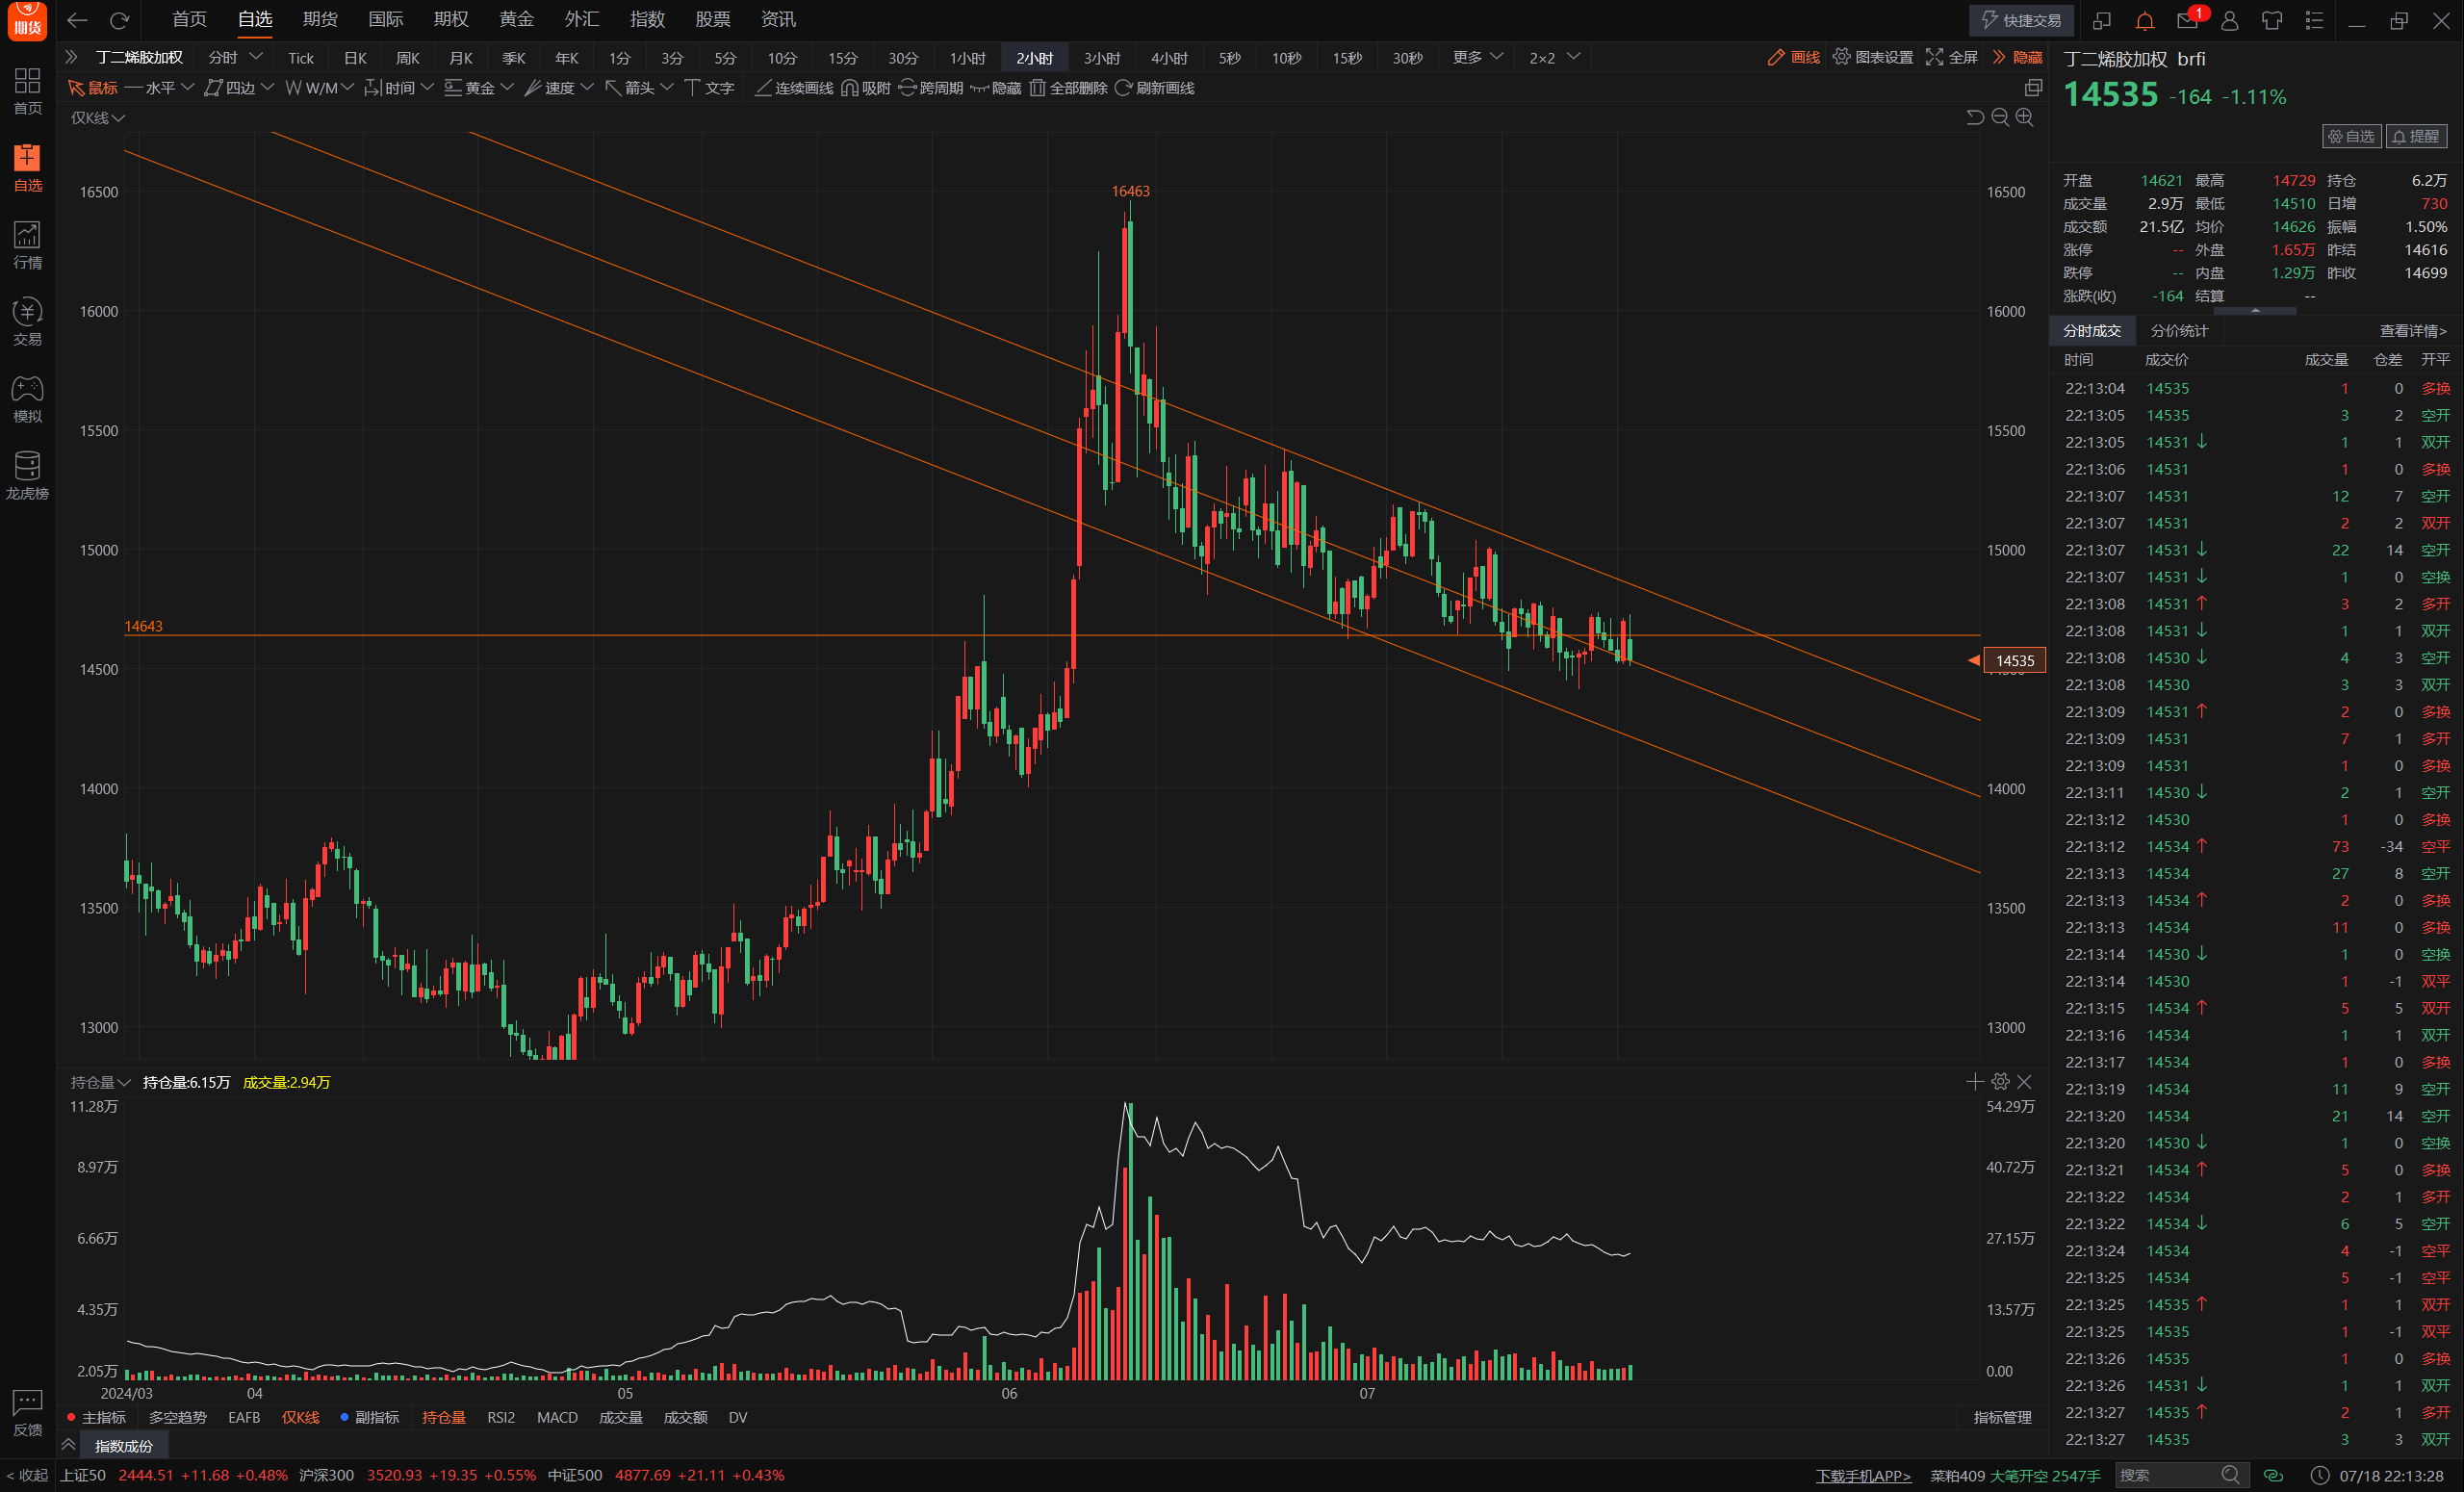 期货
首页 自选 期货 国际 期权 黄金 外汇 指数 股票 资讯
快捷交易 1
丁二烯胶加权 分时 Tick 日K 周K 月K 季K 年K 1分 3分 5分 10分 15分 30分 1小时 2小时 3小时 4小时 5秒 10秒 15秒 30秒 更多 2×2 画线 图表设置 全屏 隐藏
鼠标 水平 四边 W/M 时间 黄金 速度 箭头 文字 连续画线 吸附 跨周期 隐藏 全部删除 刷新画线
首页
自选
行情
交易
模拟
龙虎榜
反馈
< 收起
仅K线
16500 16463 16500
16000 16000
15500 15500
15000 15000
14643
14500 14535
14000 14000
13500 13500
13000 13000
持仓量 持仓量:6.15万 成交量:2.94万
11.28万 54.29万
8.97万 40.72万
6.66万 27.15万
4.35万 13.57万
2.05万 0.00
2024/03 04 05 06 07
主指标 多空趋势 EAFB 仅K线 副指标 持仓量 RSI2 MACD 成交量 成交额 DV 指标管理
指数成份
丁二烯胶加权 brfi
14535 -164 -1.11%
自选 提醒
开盘 14621 最高 14729 持仓 6.2万
成交量 2.9万 最低 14510 日增 730
成交额 21.5亿 均价 14626 振幅 1.50%
涨停 -- 外盘 1.65万 昨结 14616
跌停 -- 内盘 1.29万 昨收 14699
涨跌(收) -164 结算 --
分时成交 分价统计 查看详情>
时间 成交价 成交量 仓差 开平
22:13:04 14535 1 0 多换
22:13:05 14535 3 2 空开
22:13:05 14531 ↓ 1 1 双开
22:13:06 14531 1 0 多换
22:13:07 14531 12 7 空开
22:13:07 14531 2 2 双开
22:13:07 14531 ↓ 22 14 空开
22:13:07 14531 ↓ 1 0 空换
22:13:08 14531 ↑ 3 2 多开
22:13:08 14531 ↓ 1 1 双开
22:13:08 14530 ↓ 4 3 空开
22:13:08 14530 3 3 双开
22:13:09 14531 ↑ 2 0 多换
22:13:09 14531 7 1 多开
22:13:09 14531 1 0 多换
22:13:11 14530 ↓ 2 1 空开
22:13:12 14530 1 0 多换
22:13:12 14534 ↑ 73 -34 空平
22:13:13 14534 27 8 空开
22:13:13 14534 ↑ 2 0 多换
22:13:13 14534 11 0 多换
22:13:14 14530 ↓ 1 0 空换
22:13:14 14530 1 -1 双平
22:13:15 14534 ↑ 5 5 双开
22:13:16 14534 1 1 双开
22:13:17 14534 1 0 多换
22:13:19 14534 11 9 空开
22:13:20 14534 21 14 空开
22:13:20 14530 ↓ 1 0 空换
22:13:21 14534 ↑ 5 0 多换
22:13:22 14534 2 1 多开
22:13:22 14534 ↓ 6 5 空开
22:13:24 14534 4 -1 空平
22:13:25 14534 5 -1 空平
22:13:25 14535 ↑ 1 1 双开
22:13:25 14535 1 -1 双平
22:13:26 14535 1 0 多换
22:13:26 14531 ↓ 1 1 双开
22:13:27 14535 ↑ 2 1 多开
22:13:27 14535 3 3 双开
上证50 2444.51 +11.68 +0.48% 沪深300 3520.93 +19.35 +0.55% 中证500 4877.69 +21.11 +0.43% 下载手机APP> 菜粕409 大笔开空 2547手 搜索 07/18 22:13:28